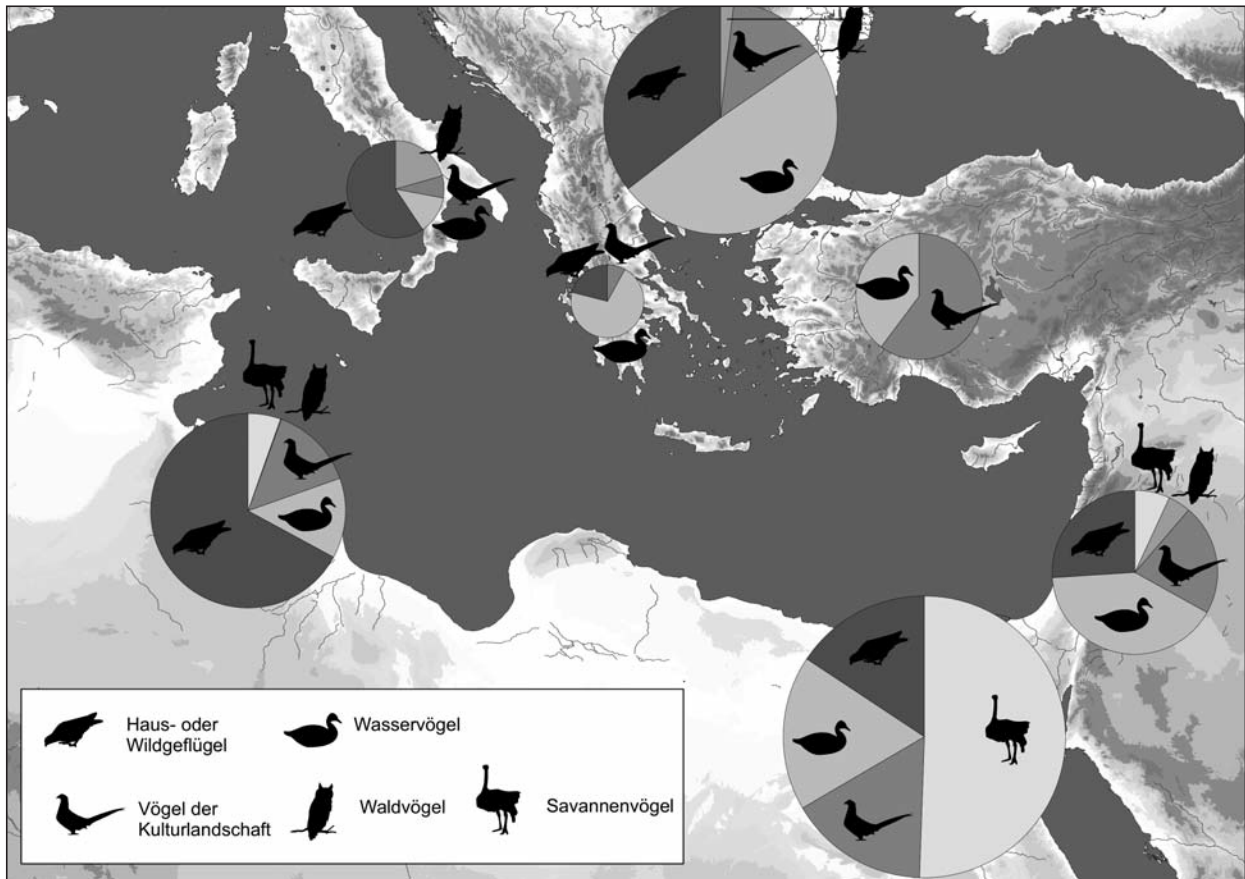 Haus- oder
Wildgeflügel
Wasservögel
Vögel der
Kulturlandschaft
Waldvögel
Savannenvögel